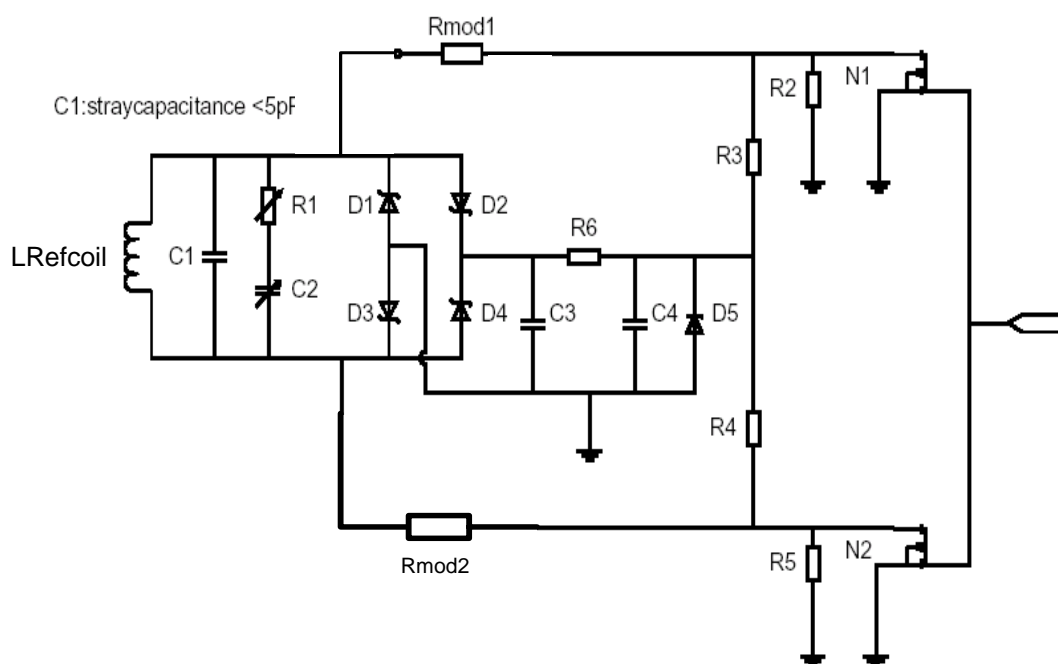 Rmod1
C1:straycapacitance <5pF
R2
N1
R3
R1
D1
D2
LRefcoil
C1
R6
C2
D3
D4
C3
C4
D5
R4
Rmod2
R5
N2